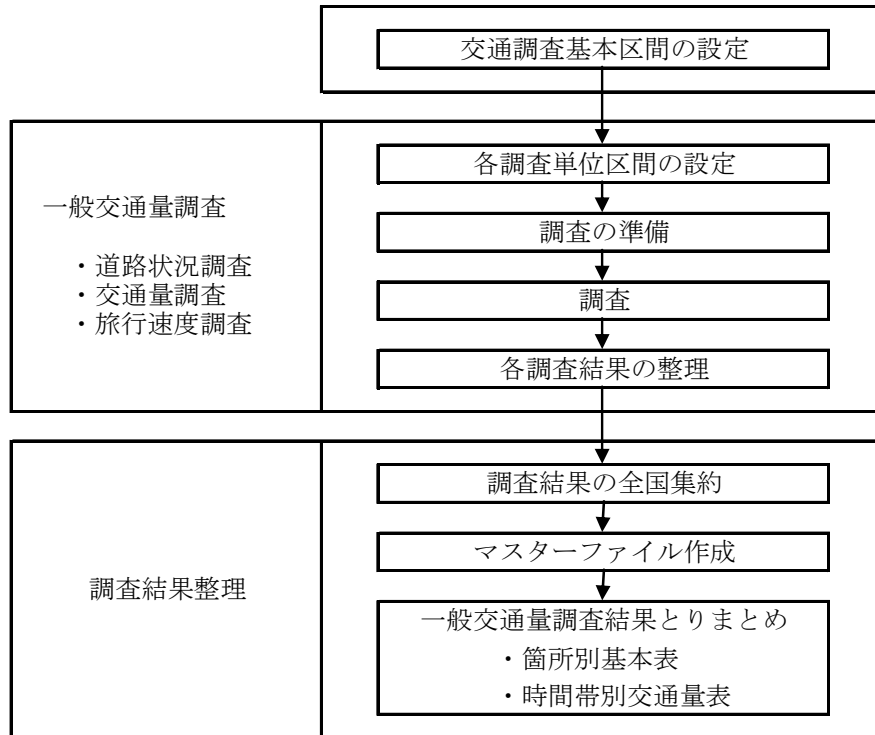 交通調査基本区間の設定
一般交通量調査
・道路状況調査
・交通量調査
・旅行速度調査
各調査単位区間の設定
調査の準備
調査
各調査結果の整理
調査結果整理
調査結果の全国集約
マスターファイル作成
一般交通量調査結果とりまとめ
・箇所別基本表
・時間帯別交通量表